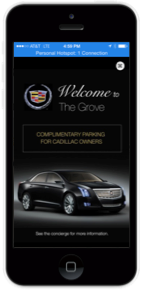 AT&T LTE 4:59 PM
Personal Hotspot: 1 Connection
Welcome to
The Grove
COMPLIMENTARY PARKING
FOR CADILLAC OWNERS
See the concierge for more information.